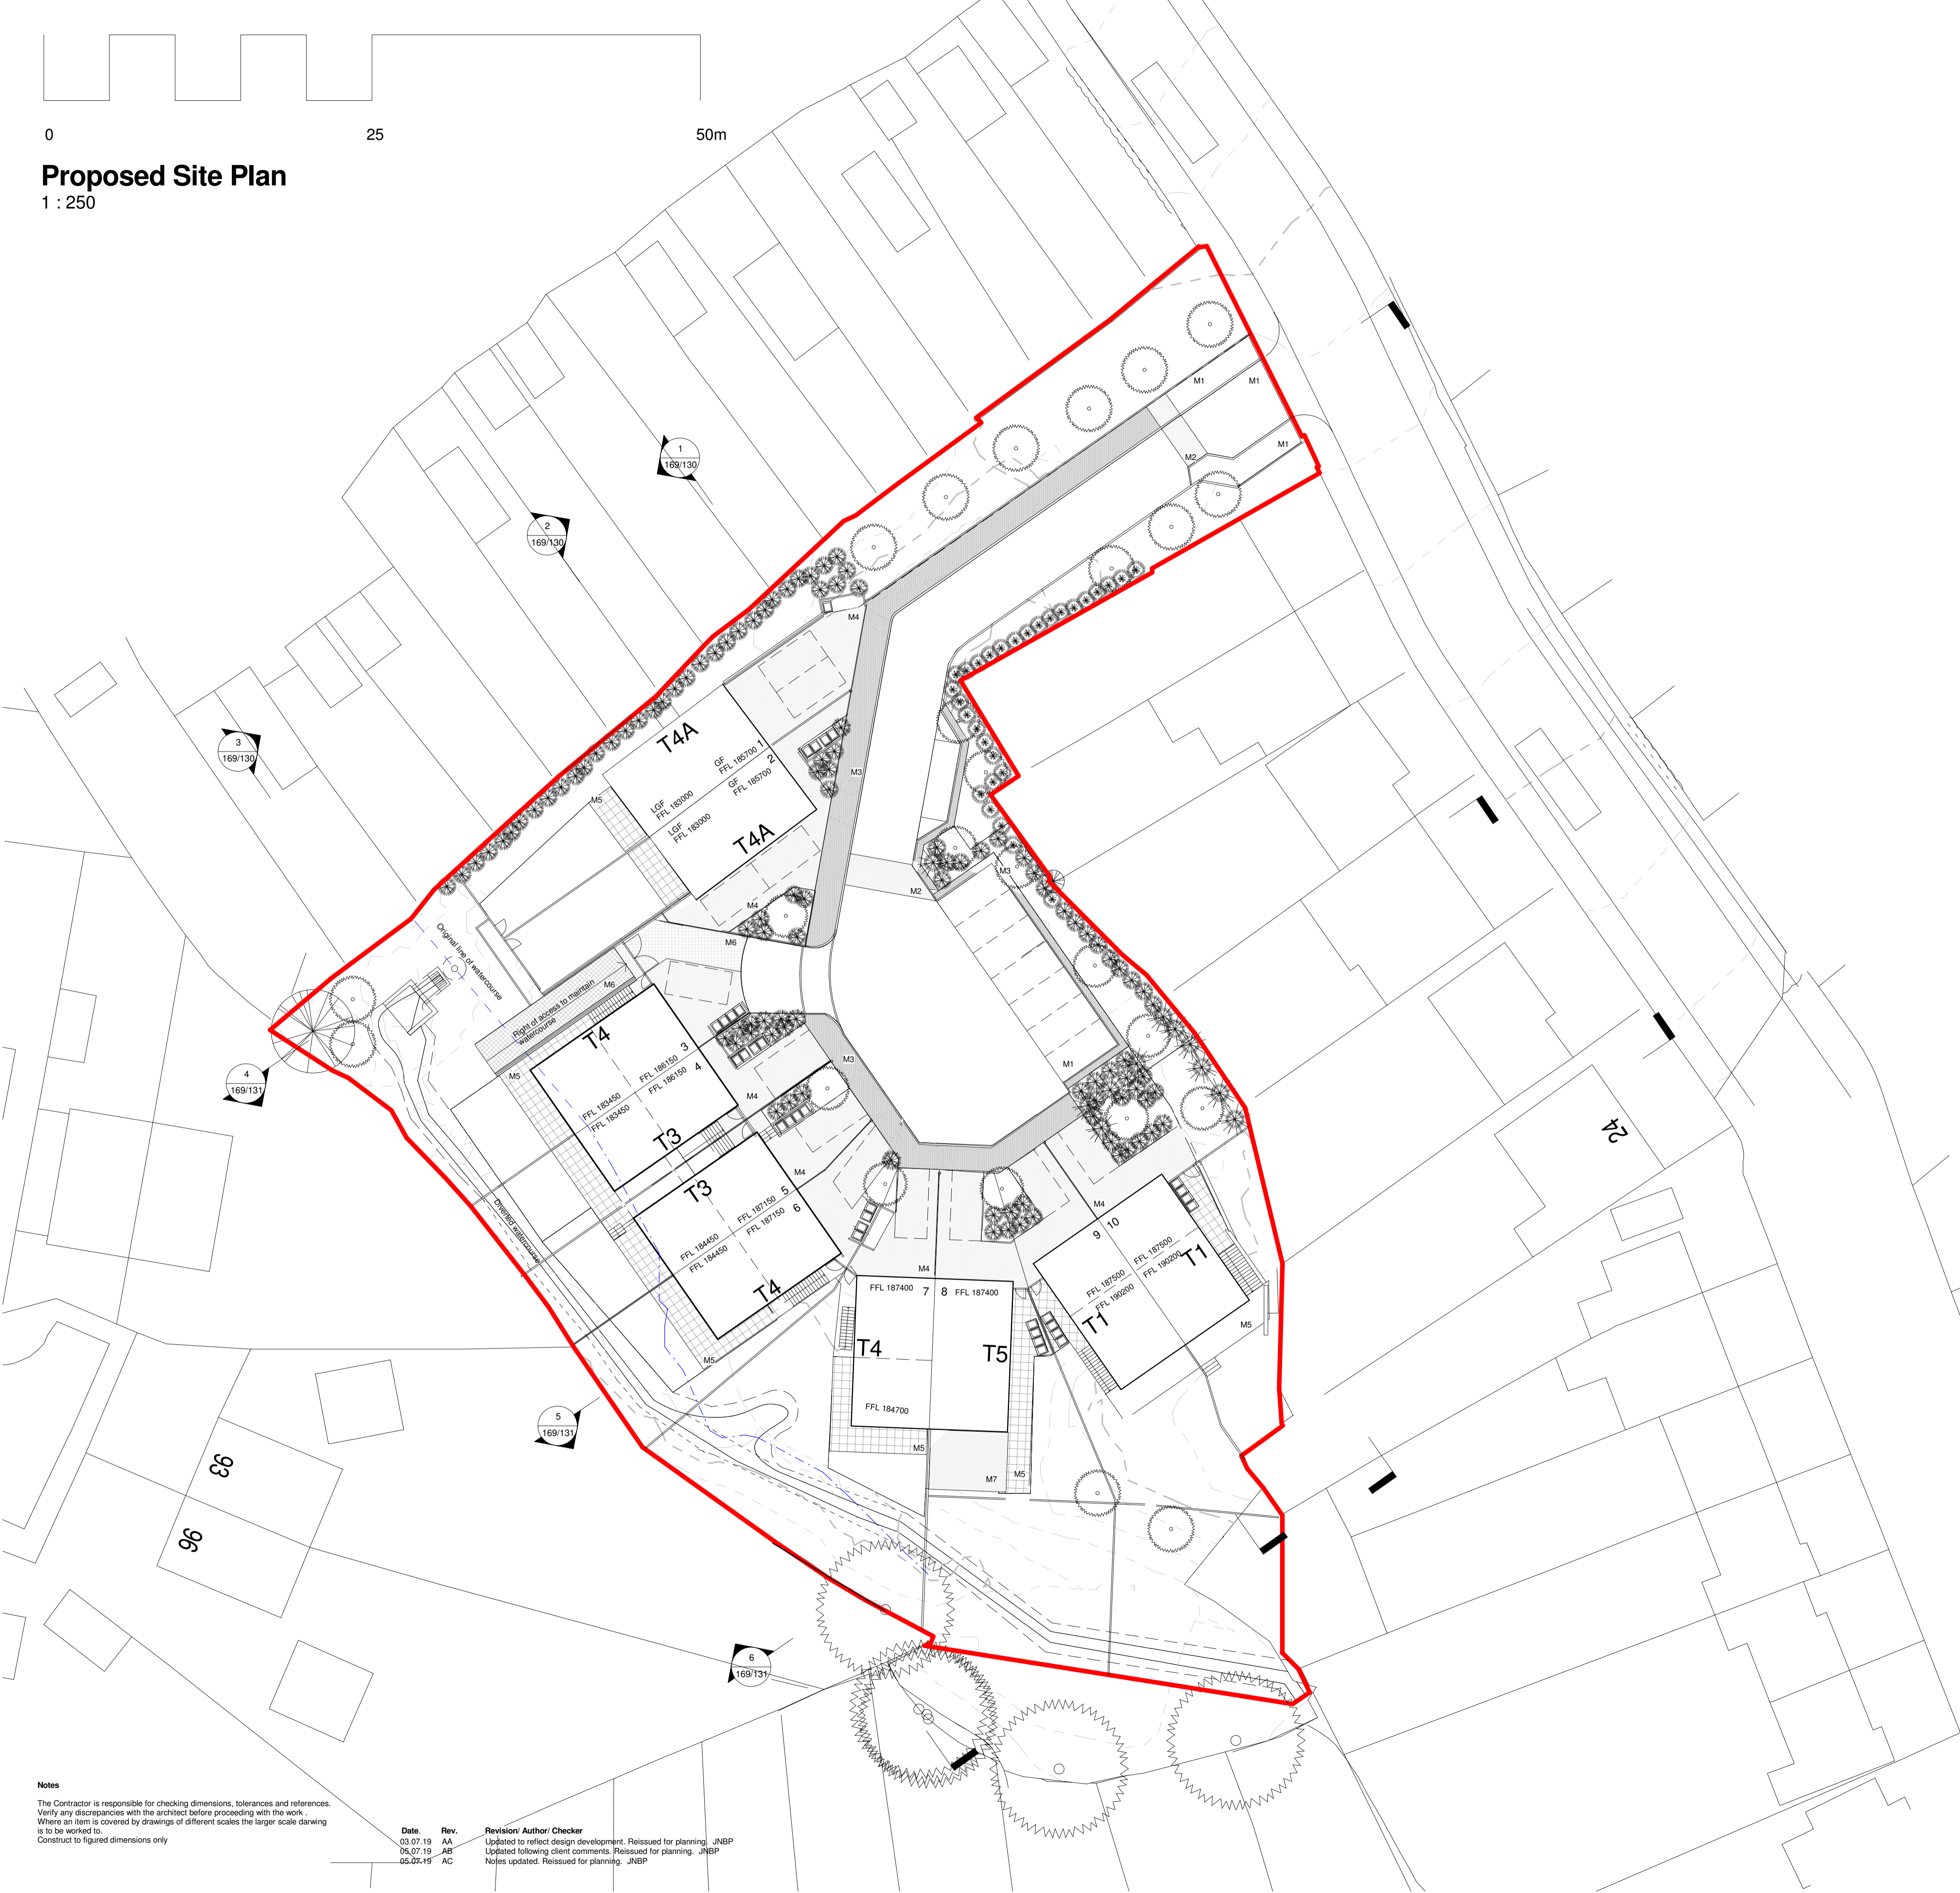 0 25 50m
Proposed Site Plan
1 : 250
M1 M1
M1
M2
1
169/130
2
169/130
3
169/130
M4
T4A
GF
FFL 185700 1
2
GF
FFL 185700
LGF
FFL 183000
LGF
FFL 183000
T4A
M5
M3
M3
M2
M4
M6
Original line of watercourse
M6
Right of access to maintain
watercourse
T4
M5
FFL 186150 3
FFL 186150 4
FFL 183450
FFL 183450
T3
M3
M4
M1
4
169/131
T3
M4
FFL 187150 5
FFL 187150 6
FFL 184450
FFL 184450
T4
M5
Diverted watercourse
M4
9 10
FFL 187500
FFL 190200
FFL 187500
FFL 190200
T1
T1
M5
M4
FFL 187400 7 8 FFL 187400
T4 T5
FFL 184700
M5
M7 M5
24
5
169/131
93
96
6
169/131
Notes
The Contractor is responsible for checking dimensions, tolerances and references.
Verify any discrepancies with the architect before proceeding with the work .
Where an item is covered by drawings of different scales the larger scale darwing
is to be worked to.
Construct to figured dimensions only
Date. Rev. Revision/ Author/ Checker
03.07.19 AA Updated to reflect design development. Reissued for planning. JNBP
05.07.19 AB Updated following client comments. Reissued for planning. JNBP
05.07.19 AC Notes updated. Reissued for planning. JNBP